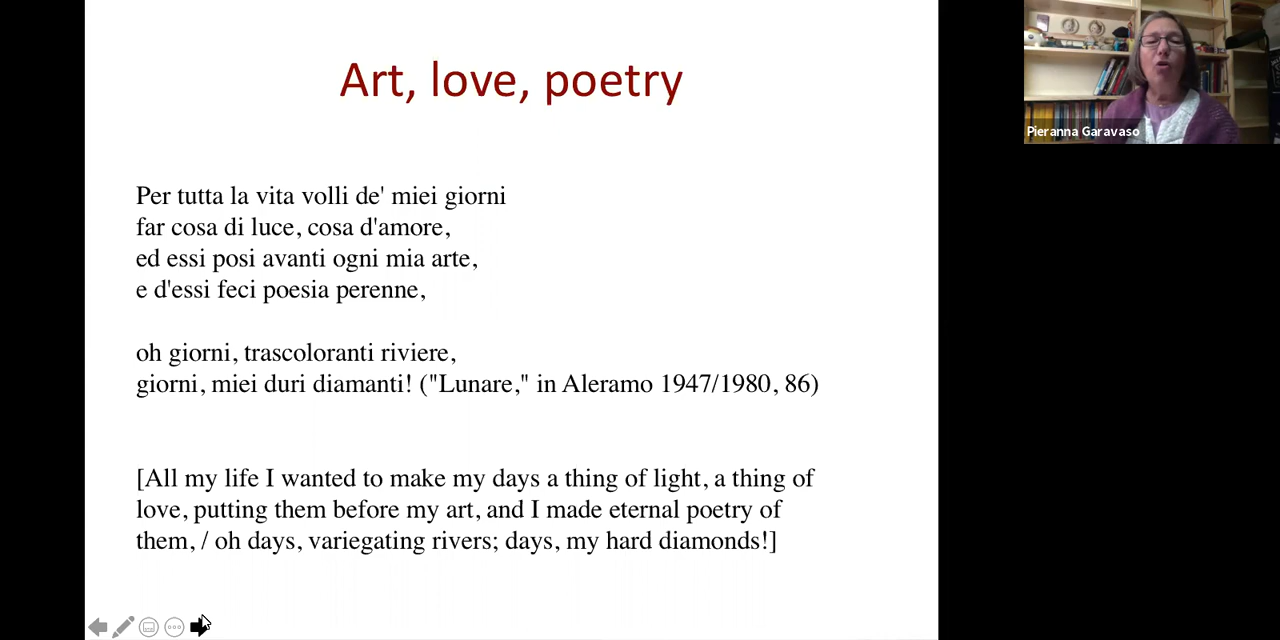 Art, love, poetry
Per tutta la vita volli de' miei giorni
far cosa di luce, cosa d'amore,
ed essi posi avanti ogni mia arte,
e d'essi feci poesia perenne,
oh giorni, trascoloranti riviere,
giorni, miei duri diamanti! ("Lunare," in Aleramo 1947/1980, 86)
[All my life I wanted to make my days a thing of light, a thing of
love, putting them before my art, and I made eternal poetry of
them, / oh days, variegating rivers; days, my hard diamonds!]
Pieranna Garavaso